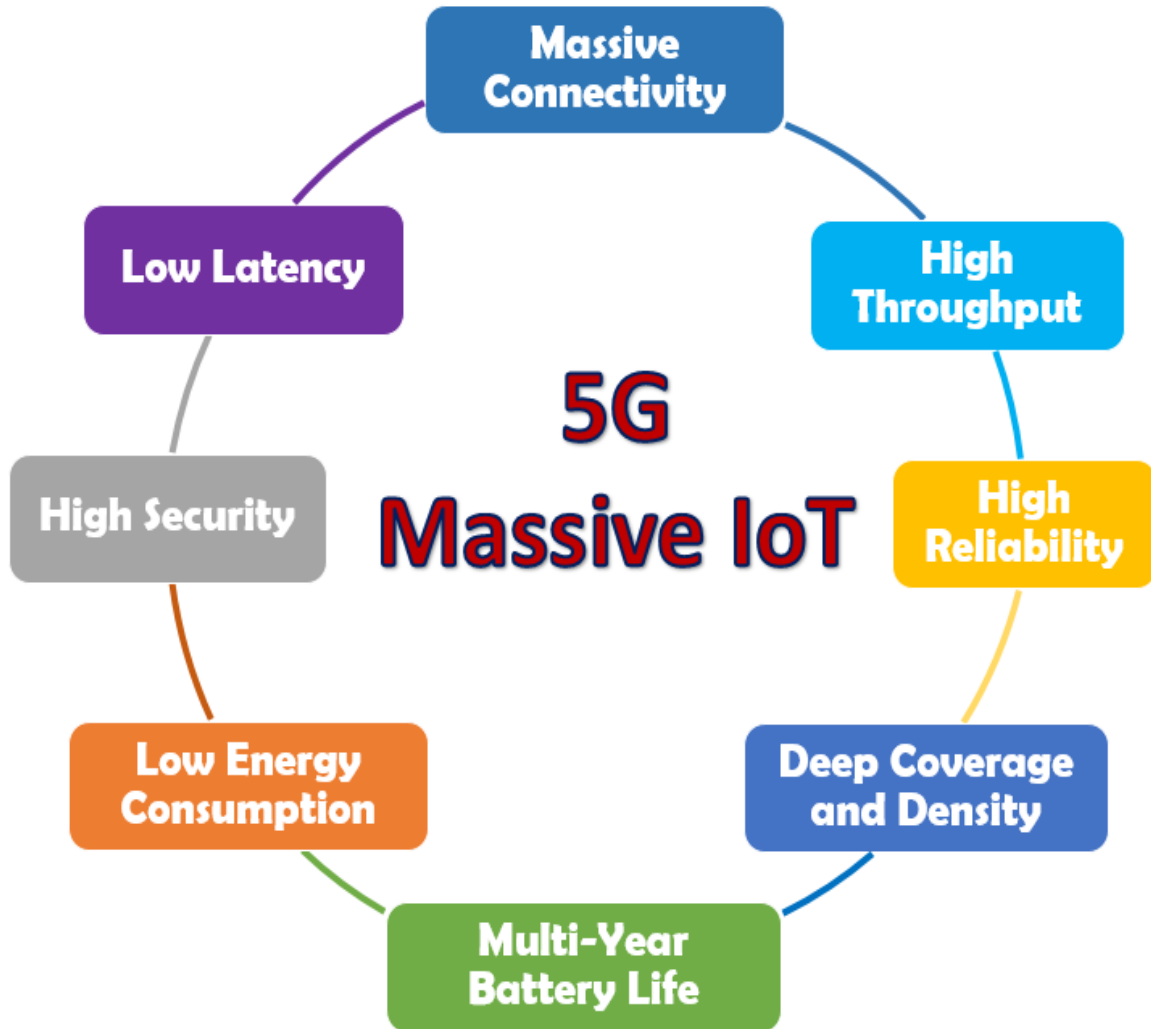 Massive
Connectivity
Low Latency
High
Throughput
5G
Massive IoT
High Security
High
Reliability
Low Energy
Consumption
Deep Coverage
and Density
Multi-Year
Battery Life